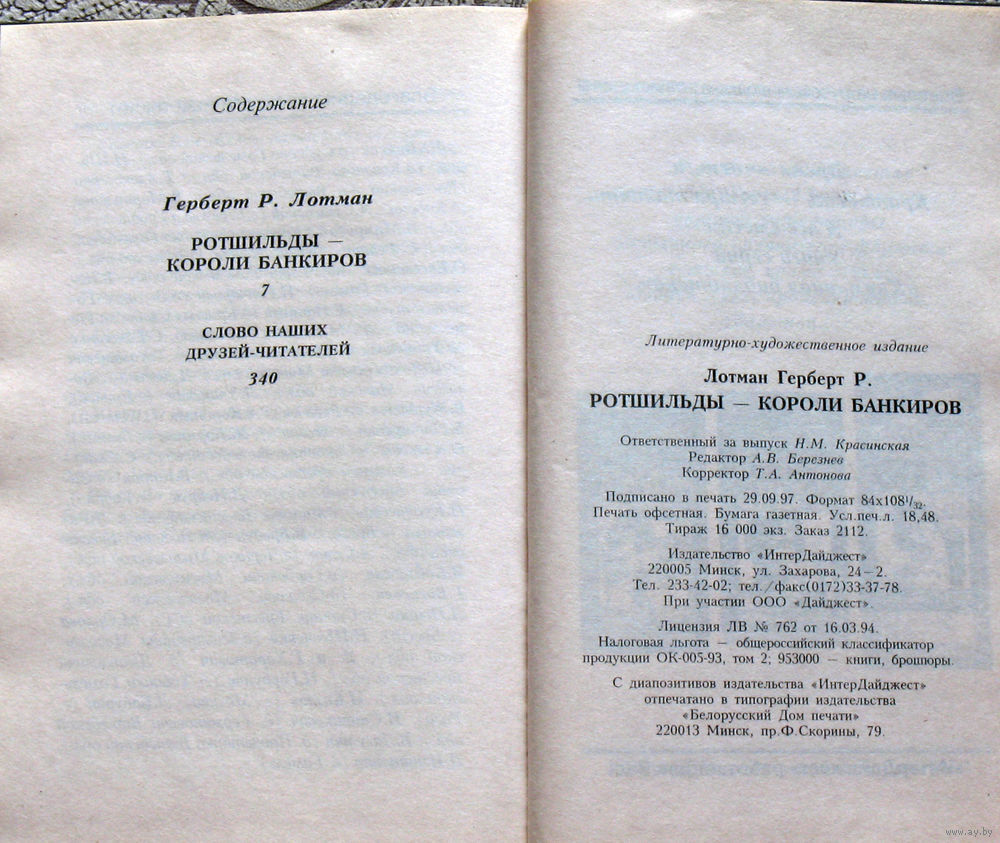 Содержание
Герберт Р. Лотман
РОТШИЛЬДЫ —
КОРОЛИ БАНКИРОВ
7
СЛОВО НАШИХ
ДРУЗЕЙ-ЧИТАТЕЛЕЙ
340
Литературно-художественное издание
Лотман Герберт Р.
РОТШИЛЬДЫ — КОРОЛИ БАНКИРОВ
Ответственный за выпуск Н.М. Красинская
Редактор А.В. Березнев
Корректор Т.А. Антонова
Подписано в печать 29.09.97. Формат 84x108 1/32.
Печать офсетная. Бумага газетная. Усл.печ.л. 18,48.
Тираж 16 000 экз. Заказ 2112.
Издательство «ИнтерДайджест»
220005 Минск, ул. Захарова, 24-2.
Тел. 233-42-02; тел./факс(0172)33-37-78.
При участии ООО «Дайджест».
Лицензия ЛВ № 762 от 16.03.94.
Налоговая льгота — общероссийский классификатор
продукции ОК-005-93, том 2; 953000 — книги, брошюры.
С диапозитивов издательства «ИнтерДайджест»
отпечатано в типографии издательства
«Белорусский Дом печати»
220013 Минск, пр.Ф.Скорины, 79.
www.ay.by